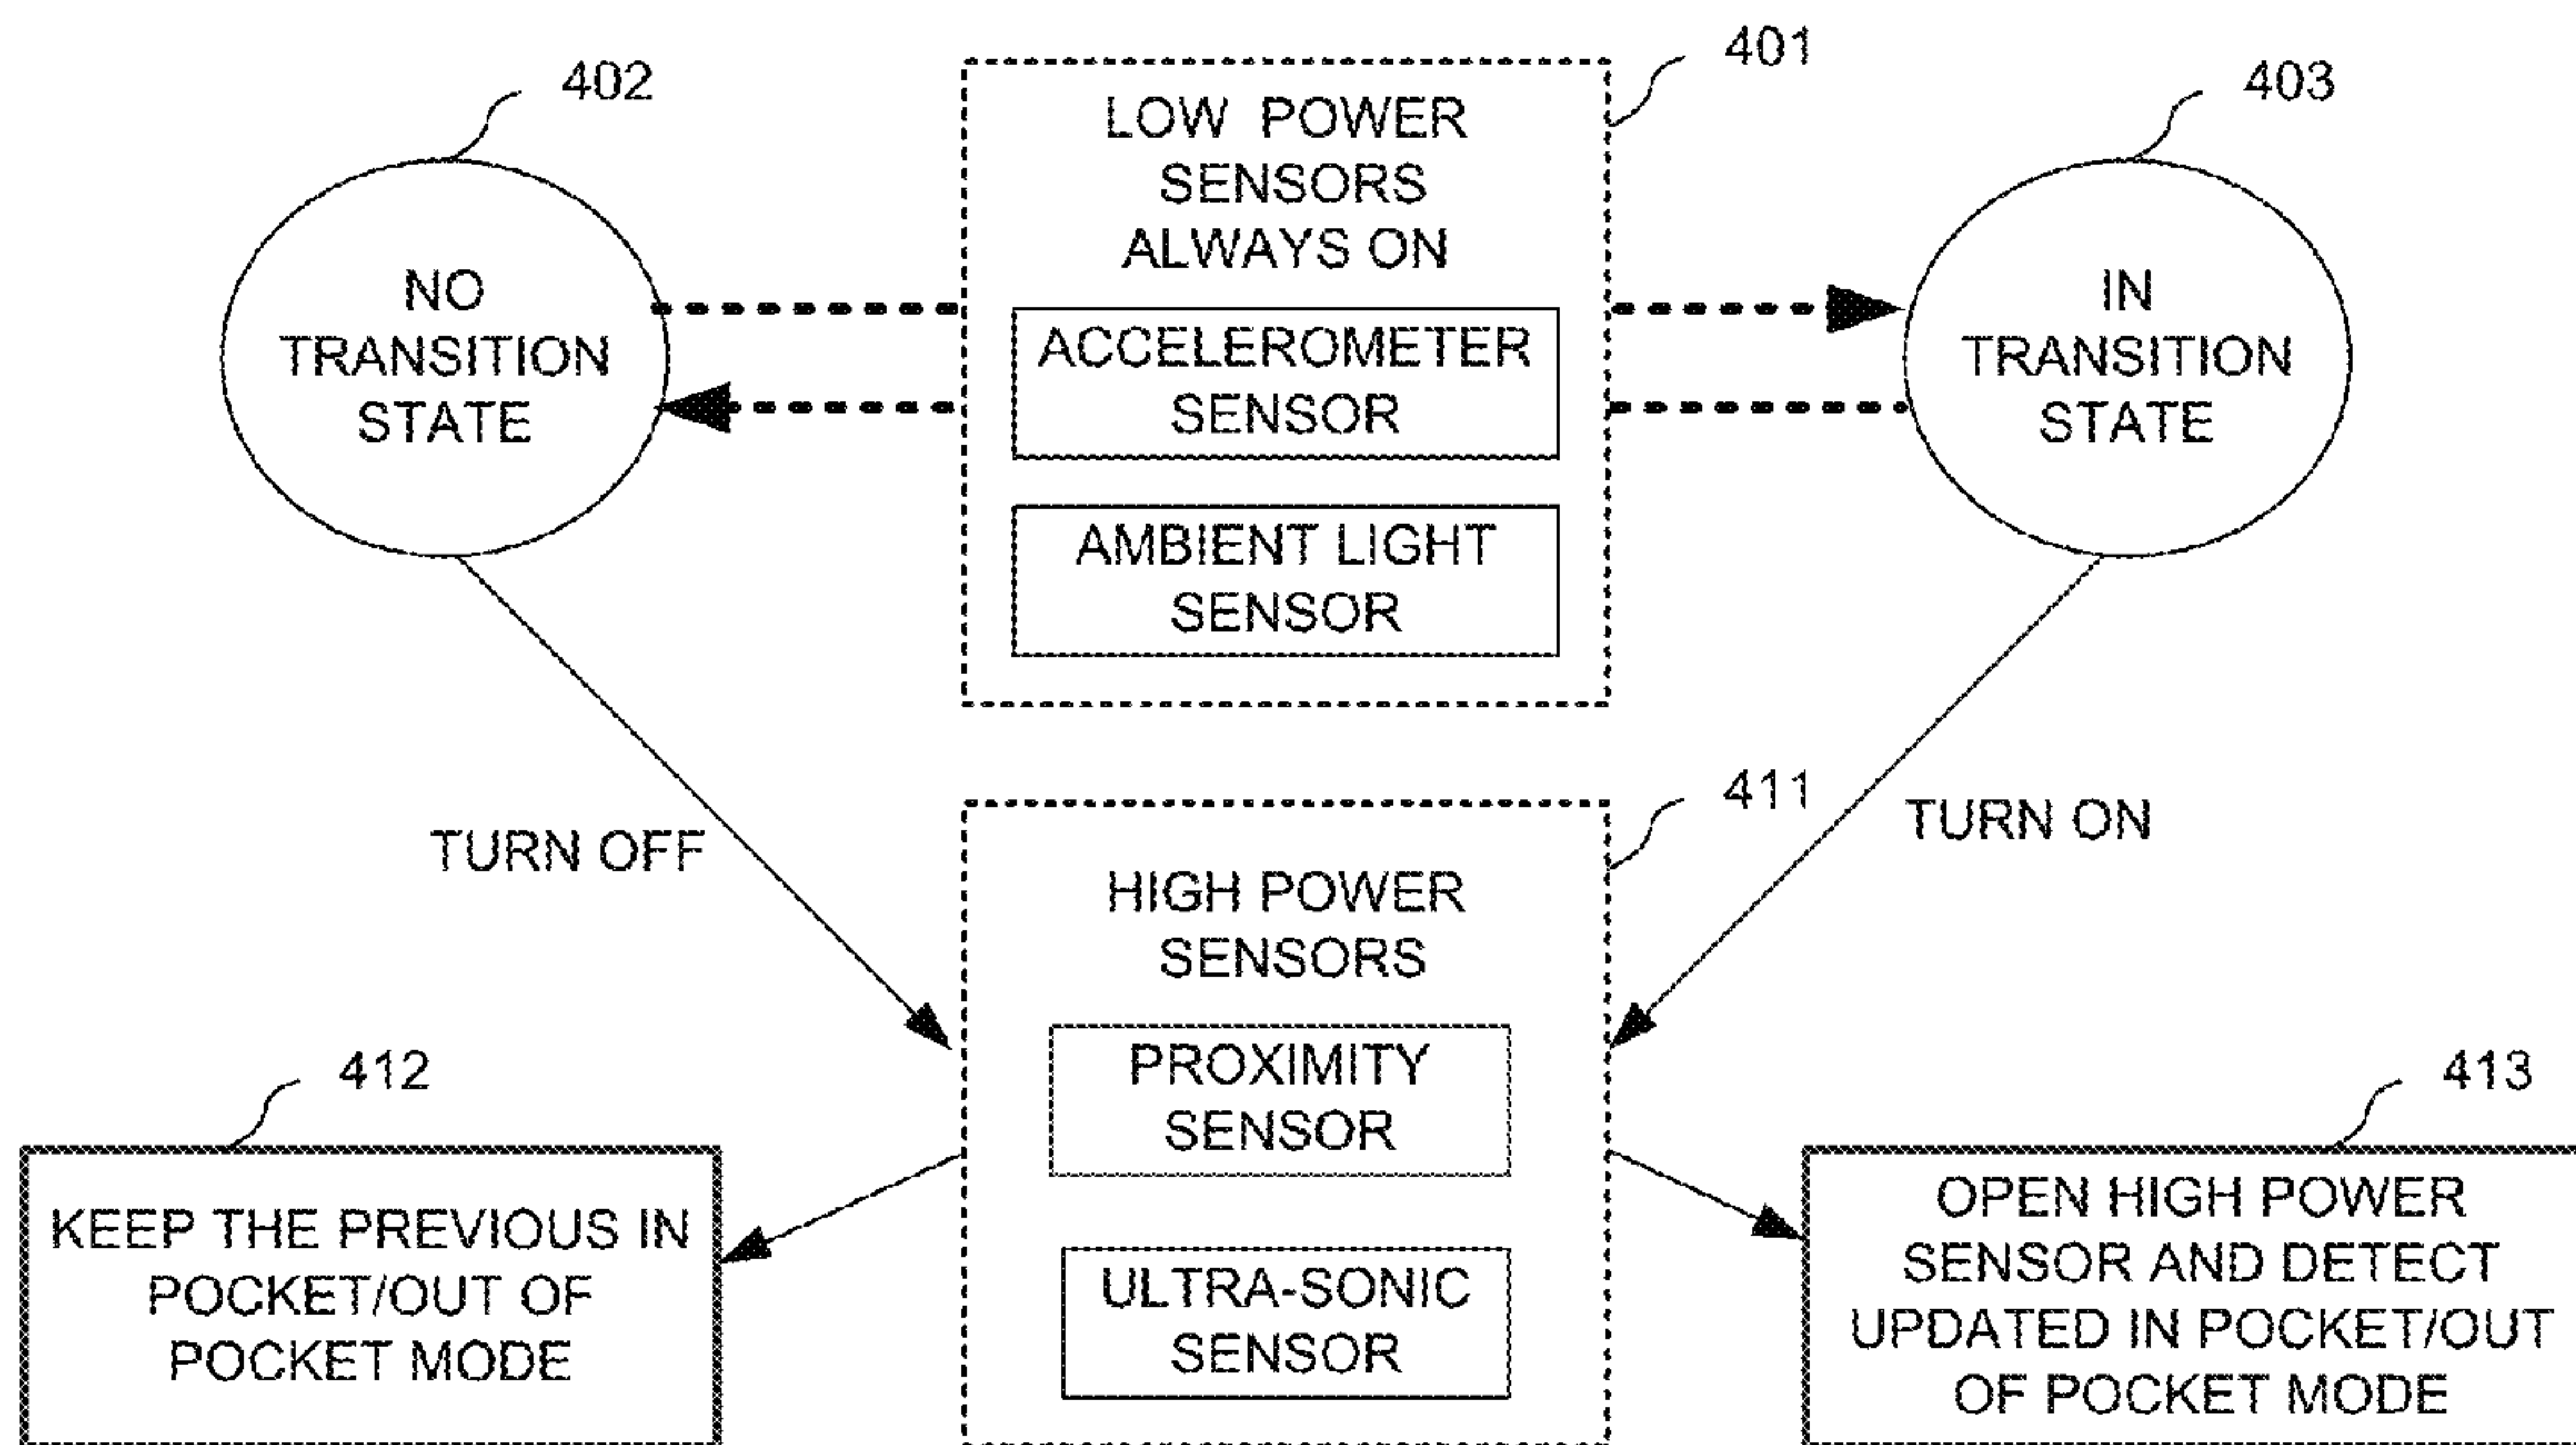 402
401
403
LOW POWER
SENSORS
ALWAYS ON
NO
TRANSITION
STATE
ACCELEROMETER
SENSOR
AMBIENT LIGHT
SENSOR
IN
TRANSITION
STATE
TURN OFF
411
TURN ON
HIGH POWER
SENSORS
PROXIMITY
SENSOR
ULTRA-SONIC
SENSOR
412
KEEP THE PREVIOUS IN
POCKET/OUT OF
POCKET MODE
413
OPEN HIGH POWER
SENSOR AND DETECT
UPDATED IN POCKET/OUT
OF POCKET MODE